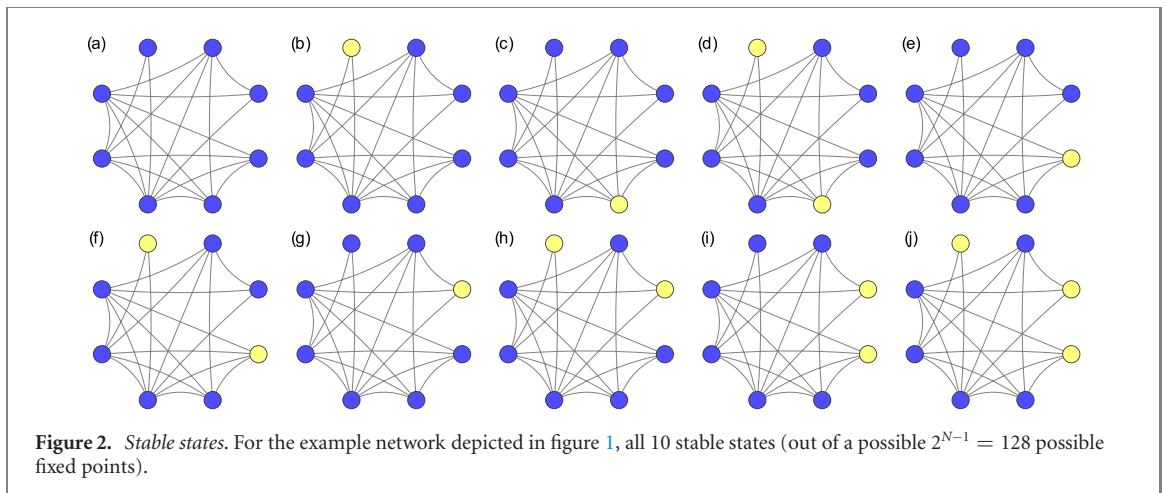 (a) (b) (c) (d) (e)
(f) (g) (h) (i) (j)
Figure 2. Stable states. For the example network depicted in figure 1, all 10 stable states (out of a possible 2^{N−1} = 128 possible
fixed points).